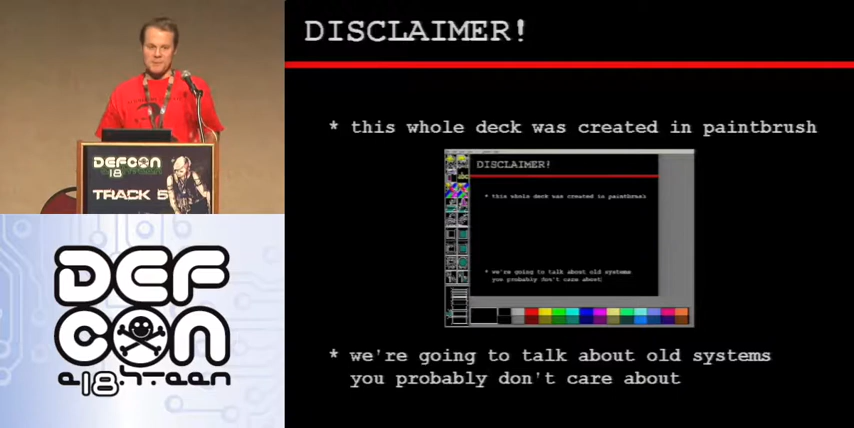 DISCLAIMER!
* this whole deck was created in paintbrush
DISCLAIMER!
* this whole deck was created in paintbrush
* we're going to talk about old systems
you probably don't care about
* we're going to talk about old systems
you probably don't care about
DEFCON
18
TRACK 5
DEF
CON
e18hteen